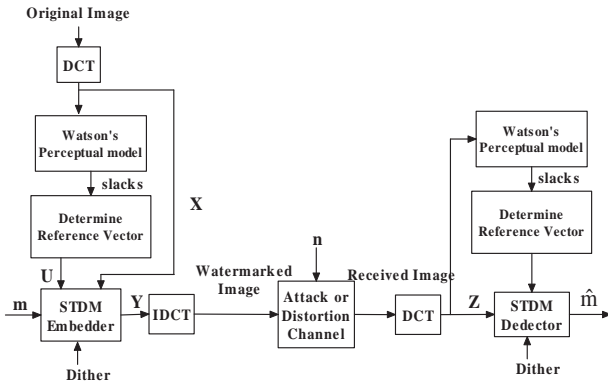 Original Image
DCT
Watson's
Perceptual model
slacks
Determine
Reference Vector
U
X
m
STDM
Embedder
Dither
Y
IDCT
Watermarked
Image
n
Attack or
Distortion
Channel
Received Image
DCT
Z
Watson's
Perceptual model
slacks
Determine
Reference Vector
STDM
Dedector
Dither
m̂